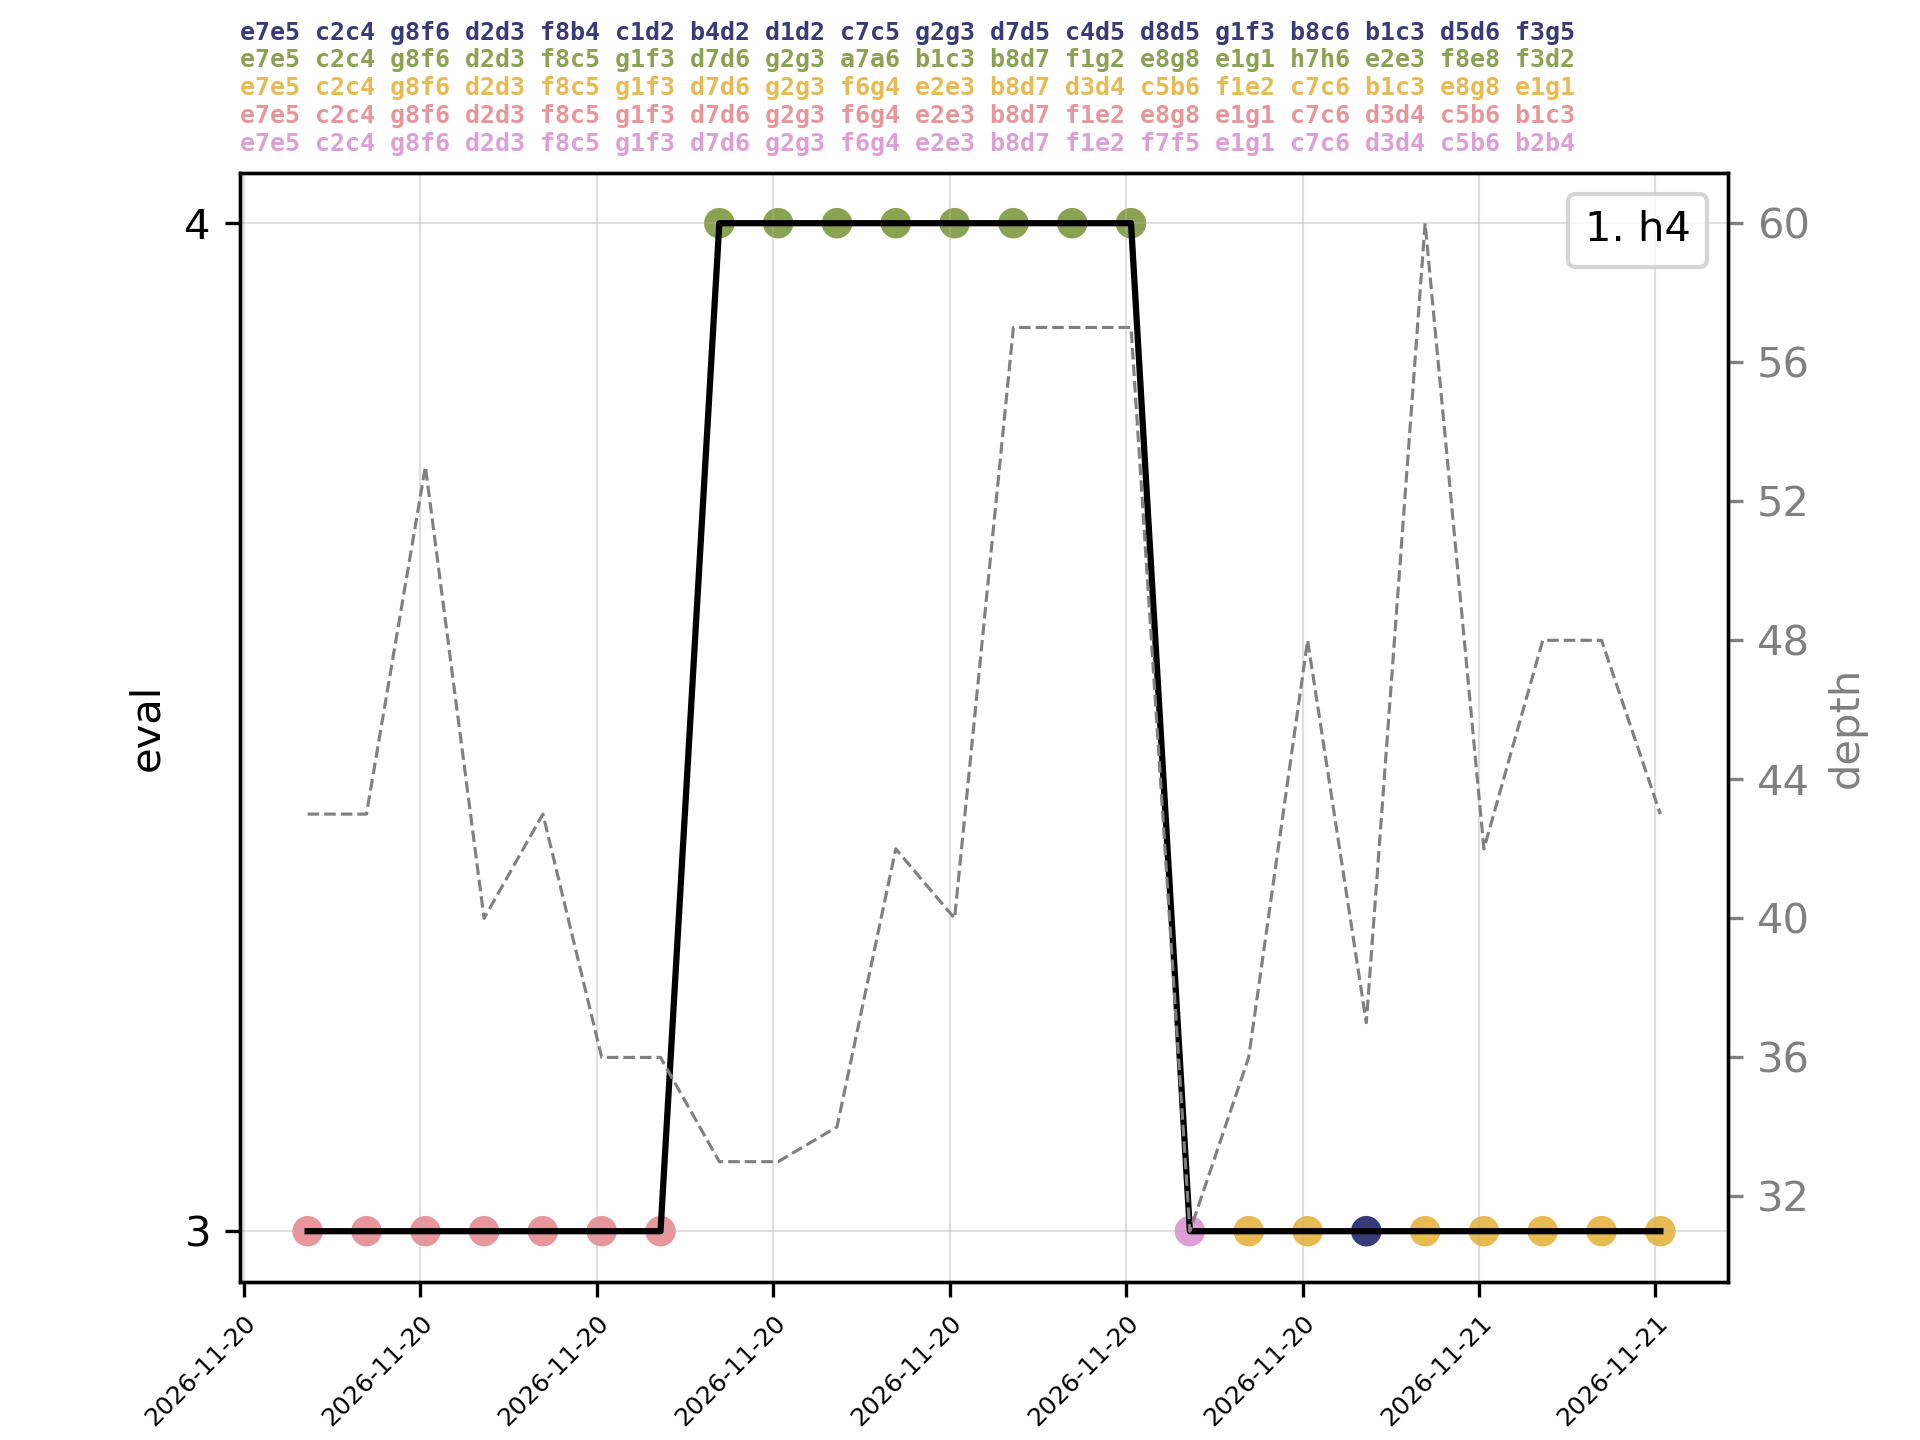 e7e5 c2c4 g8f6 d2d3 f8b4 c1d2 b4d2 d1d2 c7c5 g2g3 d7d5 c4d5 d8d5 g1f3 b8c6 b1c3 d5d6 f3g5
e7e5 c2c4 g8f6 d2d3 f8c5 g1f3 d7d6 g2g3 a7a6 b1c3 b8d7 f1g2 e8g8 e1g1 h7h6 e2e3 f8e8 f3d2
e7e5 c2c4 g8f6 d2d3 f8c5 g1f3 d7d6 g2g3 f6g4 e2e3 b8d7 d3d4 c5b6 f1e2 c7c6 b1c3 e8g8 e1g1
e7e5 c2c4 g8f6 d2d3 f8c5 g1f3 d7d6 g2g3 f6g4 e2e3 b8d7 f1e2 e8g8 e1g1 c7c6 d3d4 c5b6 b1c3
e7e5 c2c4 g8f6 d2d3 f8c5 g1f3 d7d6 g2g3 f6g4 e2e3 b8d7 f1e2 f7f5 e1g1 c7c6 d3d4 c5b6 b2b4
1. h4
4
3
eval
60
56
52
48
44
40
36
32
depth
2026-11-20
2026-11-20
2026-11-20
2026-11-20
2026-11-20
2026-11-20
2026-11-20
2026-11-21
2026-11-21